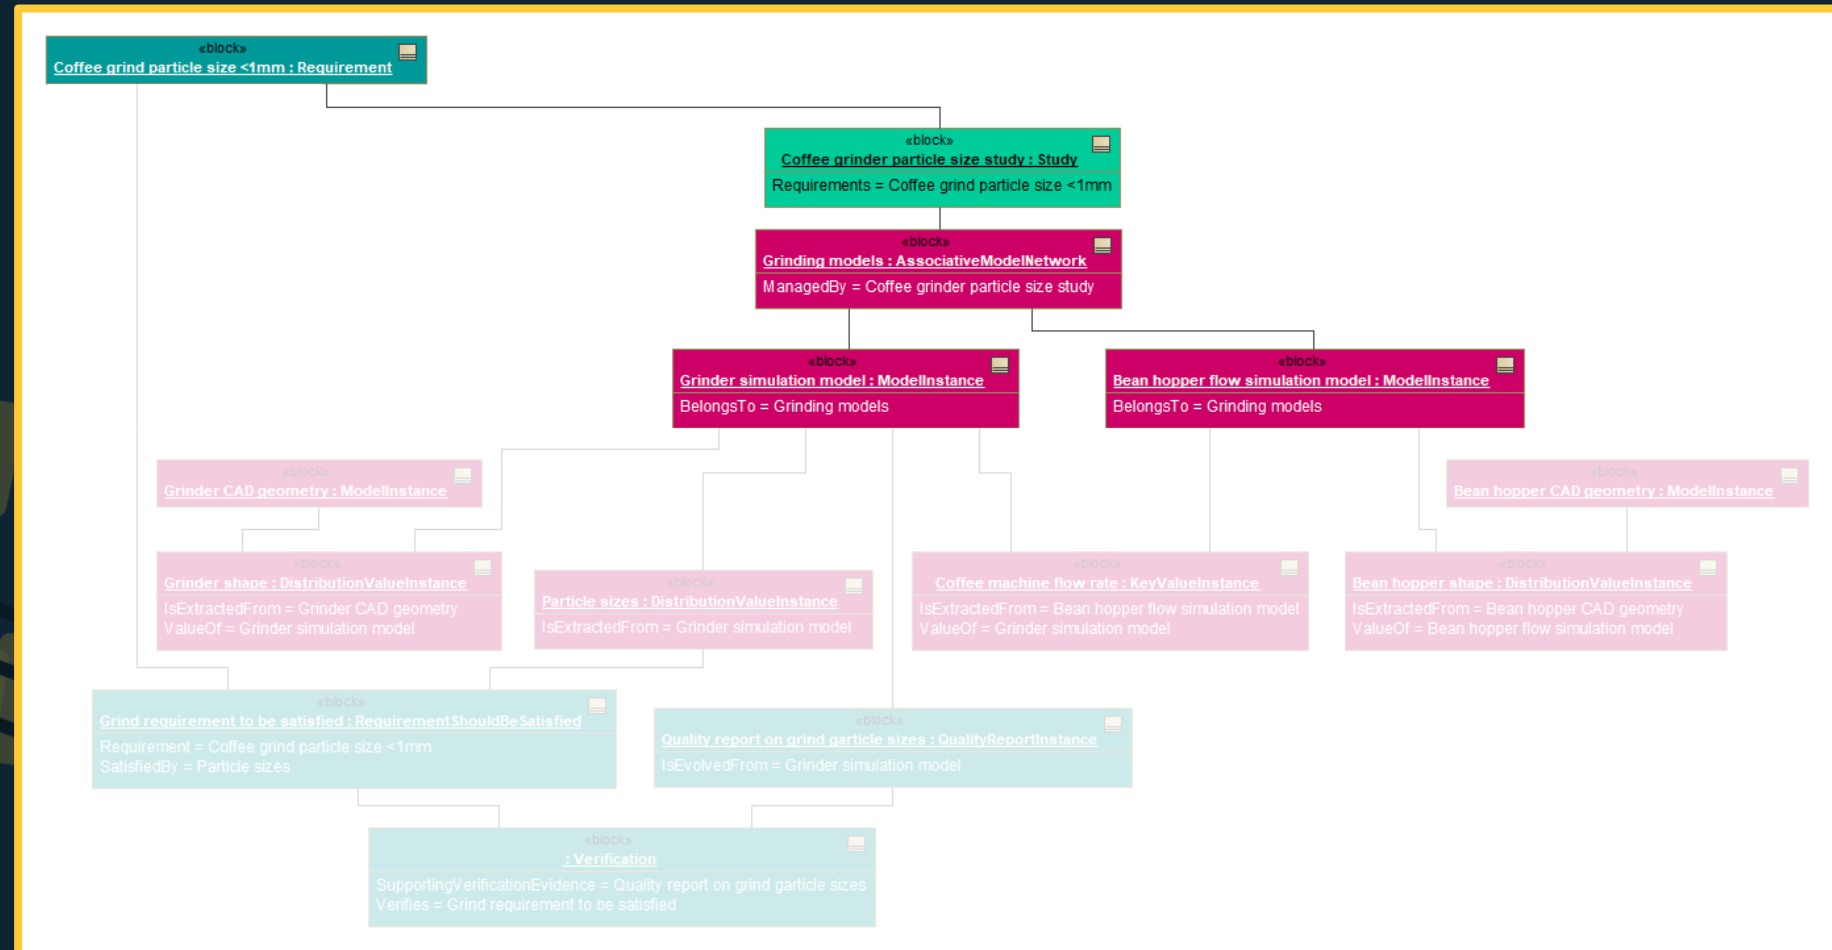 «block»
Coffee grind particle size <1mm : Requirement
«block»
Coffee grinder particle size study : Study
Requirements = Coffee grind particle size <1mm
«block»
Grinding models : AssociativeModelNetwork
ManagedBy = Coffee grinder particle size study
«block»
Grinder simulation model : ModelInstance
BelongsTo = Grinding models
«block»
Bean hopper flow simulation model : ModelInstance
BelongsTo = Grinding models
«block»
Grinder CAD geometry : ModelInstance
«block»
Bean hopper CAD geometry : ModelInstance
«block»
Grinder shape : DistributionValueInstance
IsExtractedFrom = Grinder CAD geometry
ValueOf = Grinder simulation model
«block»
Particle sizes : DistributionValueInstance
IsExtractedFrom = Grinder simulation model
«block»
Coffee machine flow rate : KeyValueInstance
IsExtractedFrom = Bean hopper flow simulation model
ValueOf = Grinder simulation model
«block»
Bean hopper shape : DistributionValueInstance
IsExtractedFrom = Bean hopper CAD geometry
ValueOf = Bean hopper flow simulation model
«block»
Grind requirement to be satisfied : RequirementShouldBeSatisfied
Requirement = Coffee grind particle size <1mm
SatisfiedBy = Particle sizes
«block»
Quality report on grind garticle sizes : QualityReportInstance
IsEvolvedFrom = Grinder simulation model
«block»
: Verification
SupportingVerificationEvidence = Quality report on grind garticle sizes
Verifies = Grind requirement to be satisfied